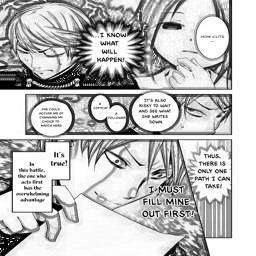 HOW CUTE
...I KNOW
WHAT
WILL
HAPPEN!
IT'S ALSO
RISKY TO WAIT
AND SEE WHAT
SHE WRITES
DOWN
A
COPYCAT
A
FOLLOWER
SHE COULD
ACCUSE ME OF
CHANGING MY
CHOICE TO
MATCH HERS
THUS,
THERE IS
ONLY ONE
PATH I CAN
TAKE!
I MUST
FILL MINE
OUT FIRST!
It's
true!
In
this battle,
the one who
acts first
has the
overwhelming
advantage